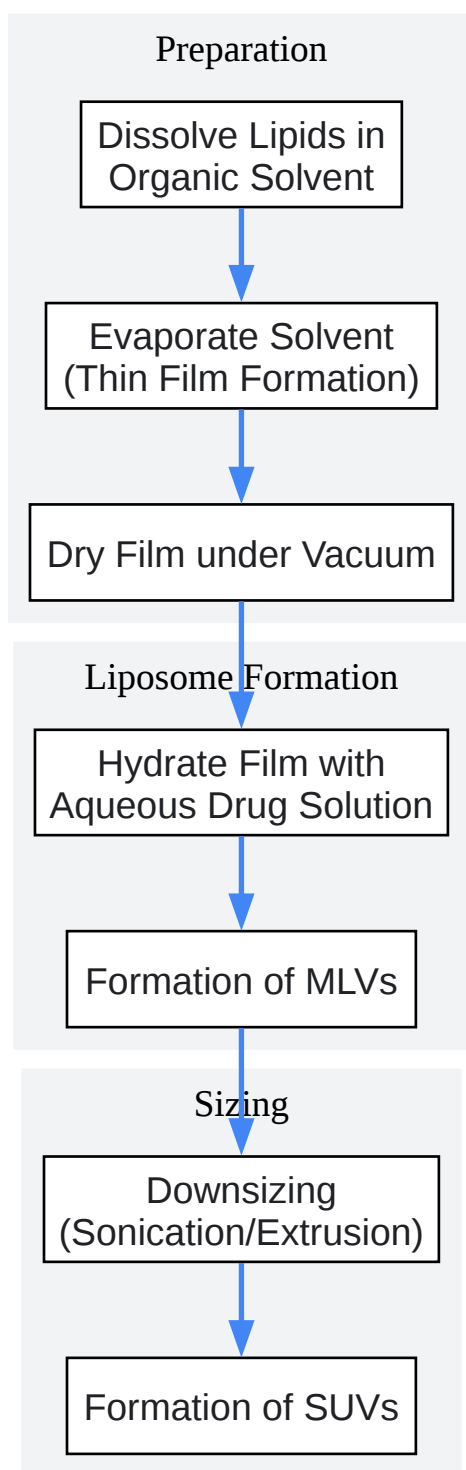 Preparation
Dissolve Lipids in
Organic Solvent
Evaporate Solvent
(Thin Film Formation)
Dry Film under Vacuum
Liposome Formation
Hydrate Film with
Aqueous Drug Solution
Formation of MLVs
Sizing
Downsizing
(Sonication/Extrusion)
Formation of SUVs